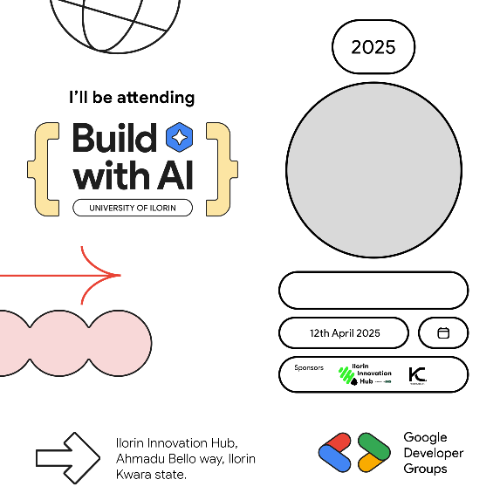 2025
I'll be attending
Build
with AI
UNIVERSITY OF ILORIN
12th April 2025
Sponsors
Ilorin
Innovation
Hub
KC
Ilorin Innovation Hub,
Ahmadu Bello way, Ilorin
Kwara state.
Google
Developer
Groups